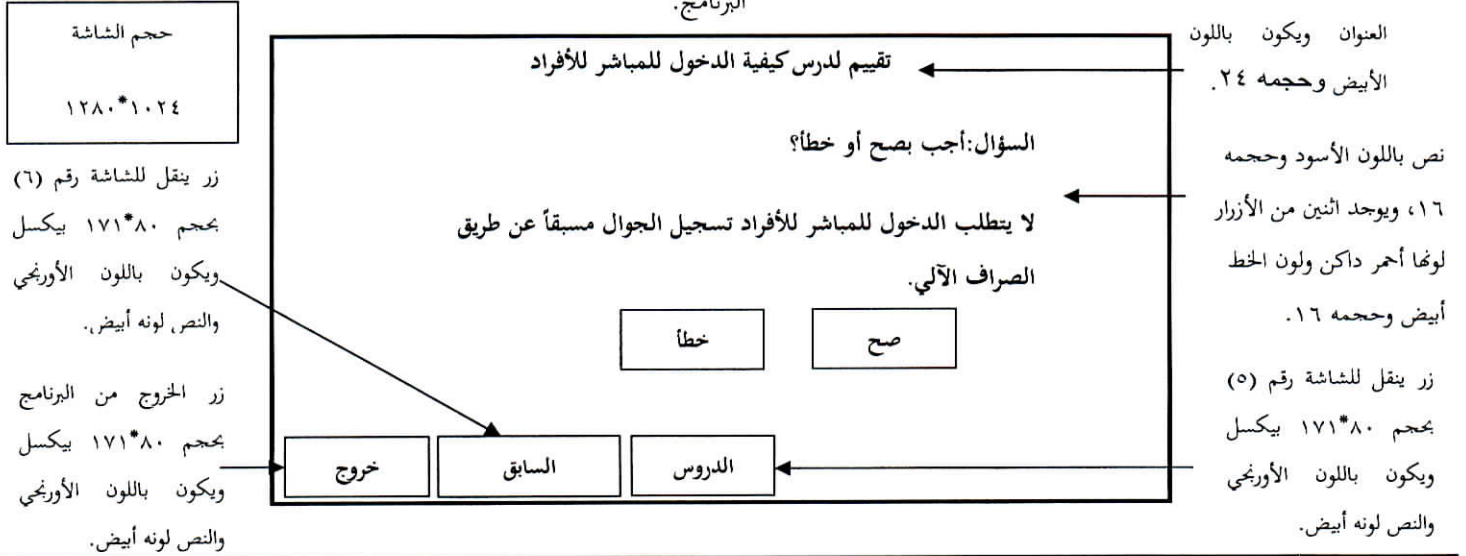 البرنامج.
العنوان ويكون باللون
الأبيض وحجمه ٢٤.
نص باللون الأسود وحجمه
١٦، ويوجد اثنين من الأزرار
لونها أحمر داكن ولون الخط
أبيض وحجمه ١٦.
زر ينقل للشاشة رقم (٥)
بحجم ٨٠*١٧١ بيكسل
ويكون باللون الأورنجي
والنص لونه أبيض.
تقييم لدرس كيفية الدخول للمباشر للأفراد
السؤال:أجب بصح أو خطأ؟
لا يتطلب الدخول للمباشر للأفراد تسجيل الجوال مسبقاً عن طريق
الصراف الآلي.
صح
خطأ
الدروس
السابق
خروج
حجم الشاشة
١٠٢٤*١٢٨٠
زر ينقل للشاشة رقم (٦)
بحجم ٨٠*١٧١ بيكسل
ويكون باللون الأورنجي
والنص لونه أبيض.
زر الخروج من البرنامج
بحجم ٨٠*١٧١ بيكسل
ويكون باللون الأورنجي
والنص لونه أبيض.